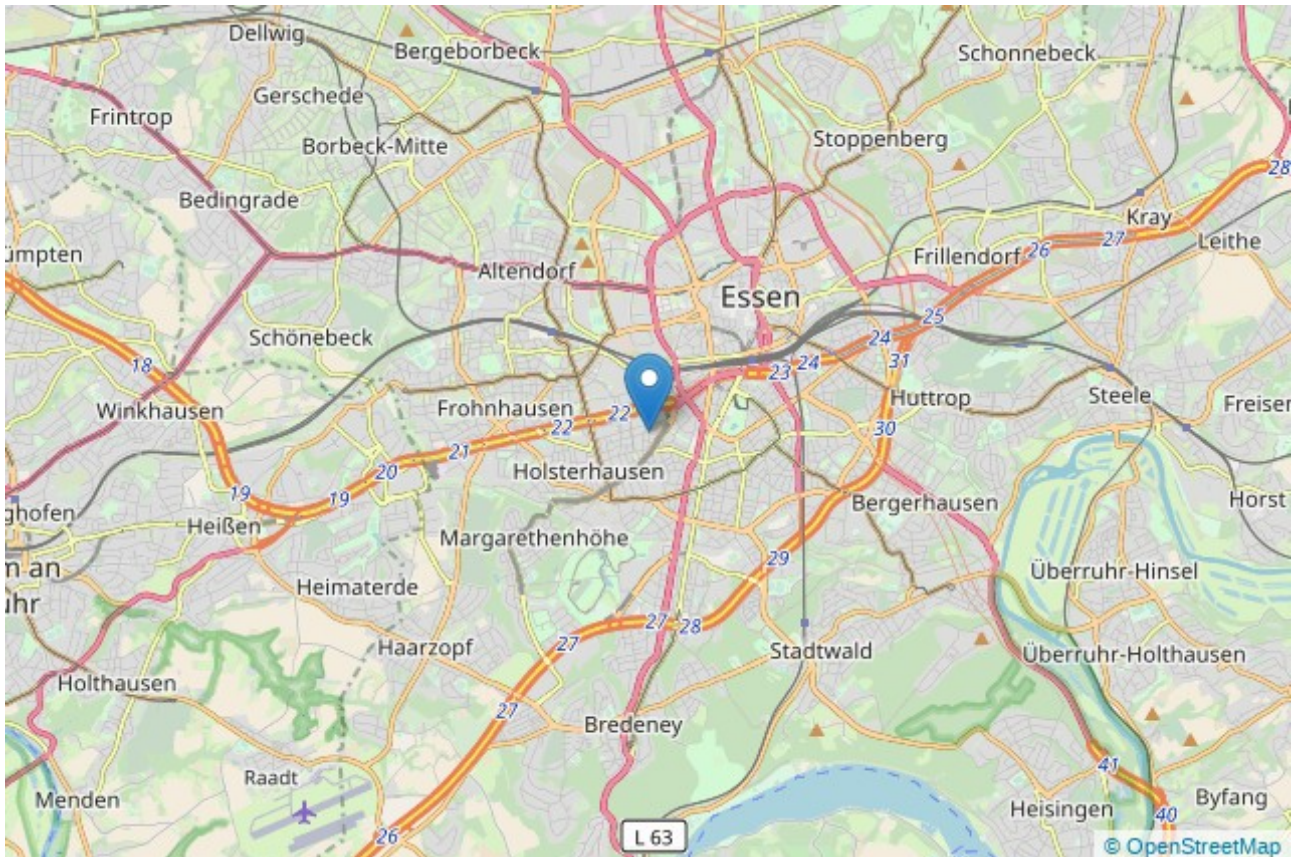 Dellwig
Bergeborbeck
Schonnebeck
Gerschede
Frintrop
Borbeck-Mitte
Stoppenberg
28
Bedingrade
Kray
27
Leithe
26
Frillendorf
ümpten
Altendorf
Essen
25
Schönebeck
24
31
18
24
23
Huttrop
Steele
Freisen
Winkhausen
Frohnhausen
22
22
30
21
20
Holsterhausen
19
19
Bergerhausen
Horst
ghofen
Heißen
Margarethenhöhe
29
m an
uhr
Heimaterde
Überruhr-Hinsel
27
28
27
Haarzopf
Stadtwald
Überruhr-Holthausen
Holthausen
27
Bredeney
41
Raadt
Menden
Heisingen
Byfang
40
26
L 63
© OpenStreetMap